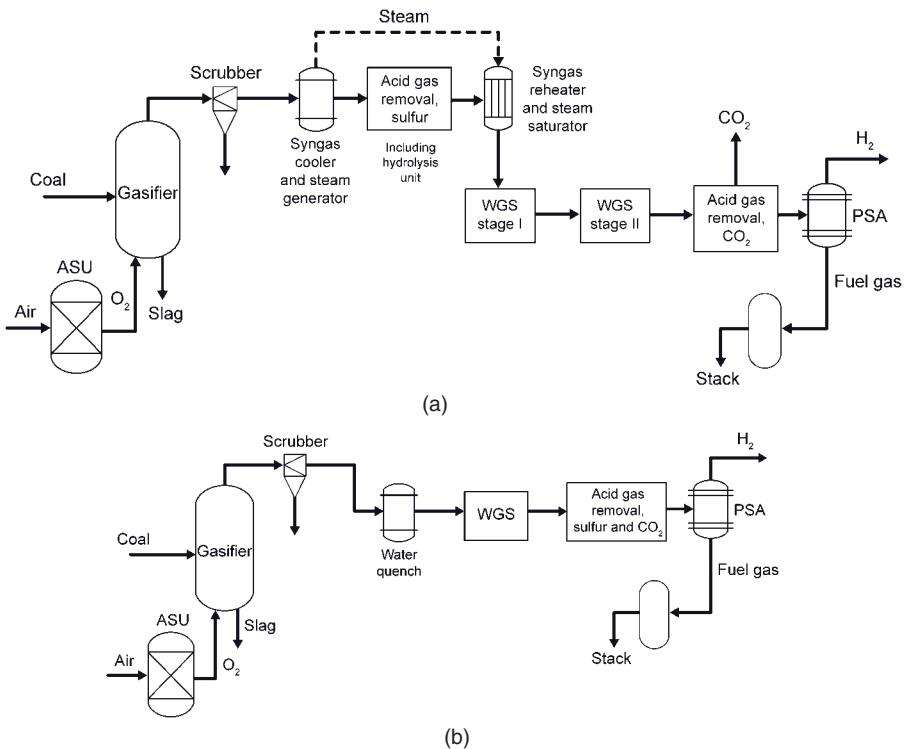 Steam
Scrubber
Acid gas
removal,
sulfur
Syngas
reheater
and steam
saturator
Including
hydrolysis
unit
Syngas
cooler
and steam
generator
Coal
Gasifier
CO₂
H₂
WGS
stage I
WGS
stage II
Acid gas
removal,
CO₂
PSA
Fuel gas
ASU
O₂
Air
Slag
Stack
(a)
Scrubber
H₂
Acid gas
removal,
sulfur and CO₂
WGS
PSA
Coal
Gasifier
Water
quench
Fuel gas
ASU
Slag
Air
O₂
Stack
(b)